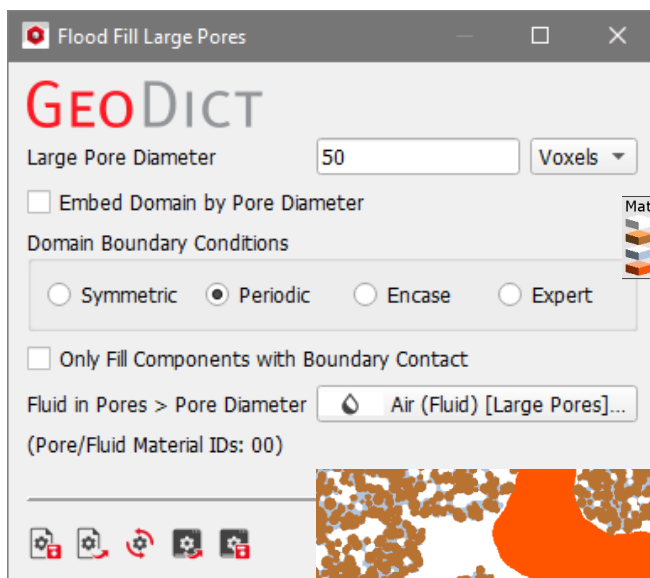 Flood Fill Large Pores
GEODICT
Large Pore Diameter 50 Voxels
Embed Domain by Pore Diameter
Mat
Domain Boundary Conditions
Symmetric Periodic Encase Expert
Only Fill Components with Boundary Contact
Fluid in Pores > Pore Diameter Air (Fluid) [Large Pores]...
(Pore/Fluid Material IDs: 00)